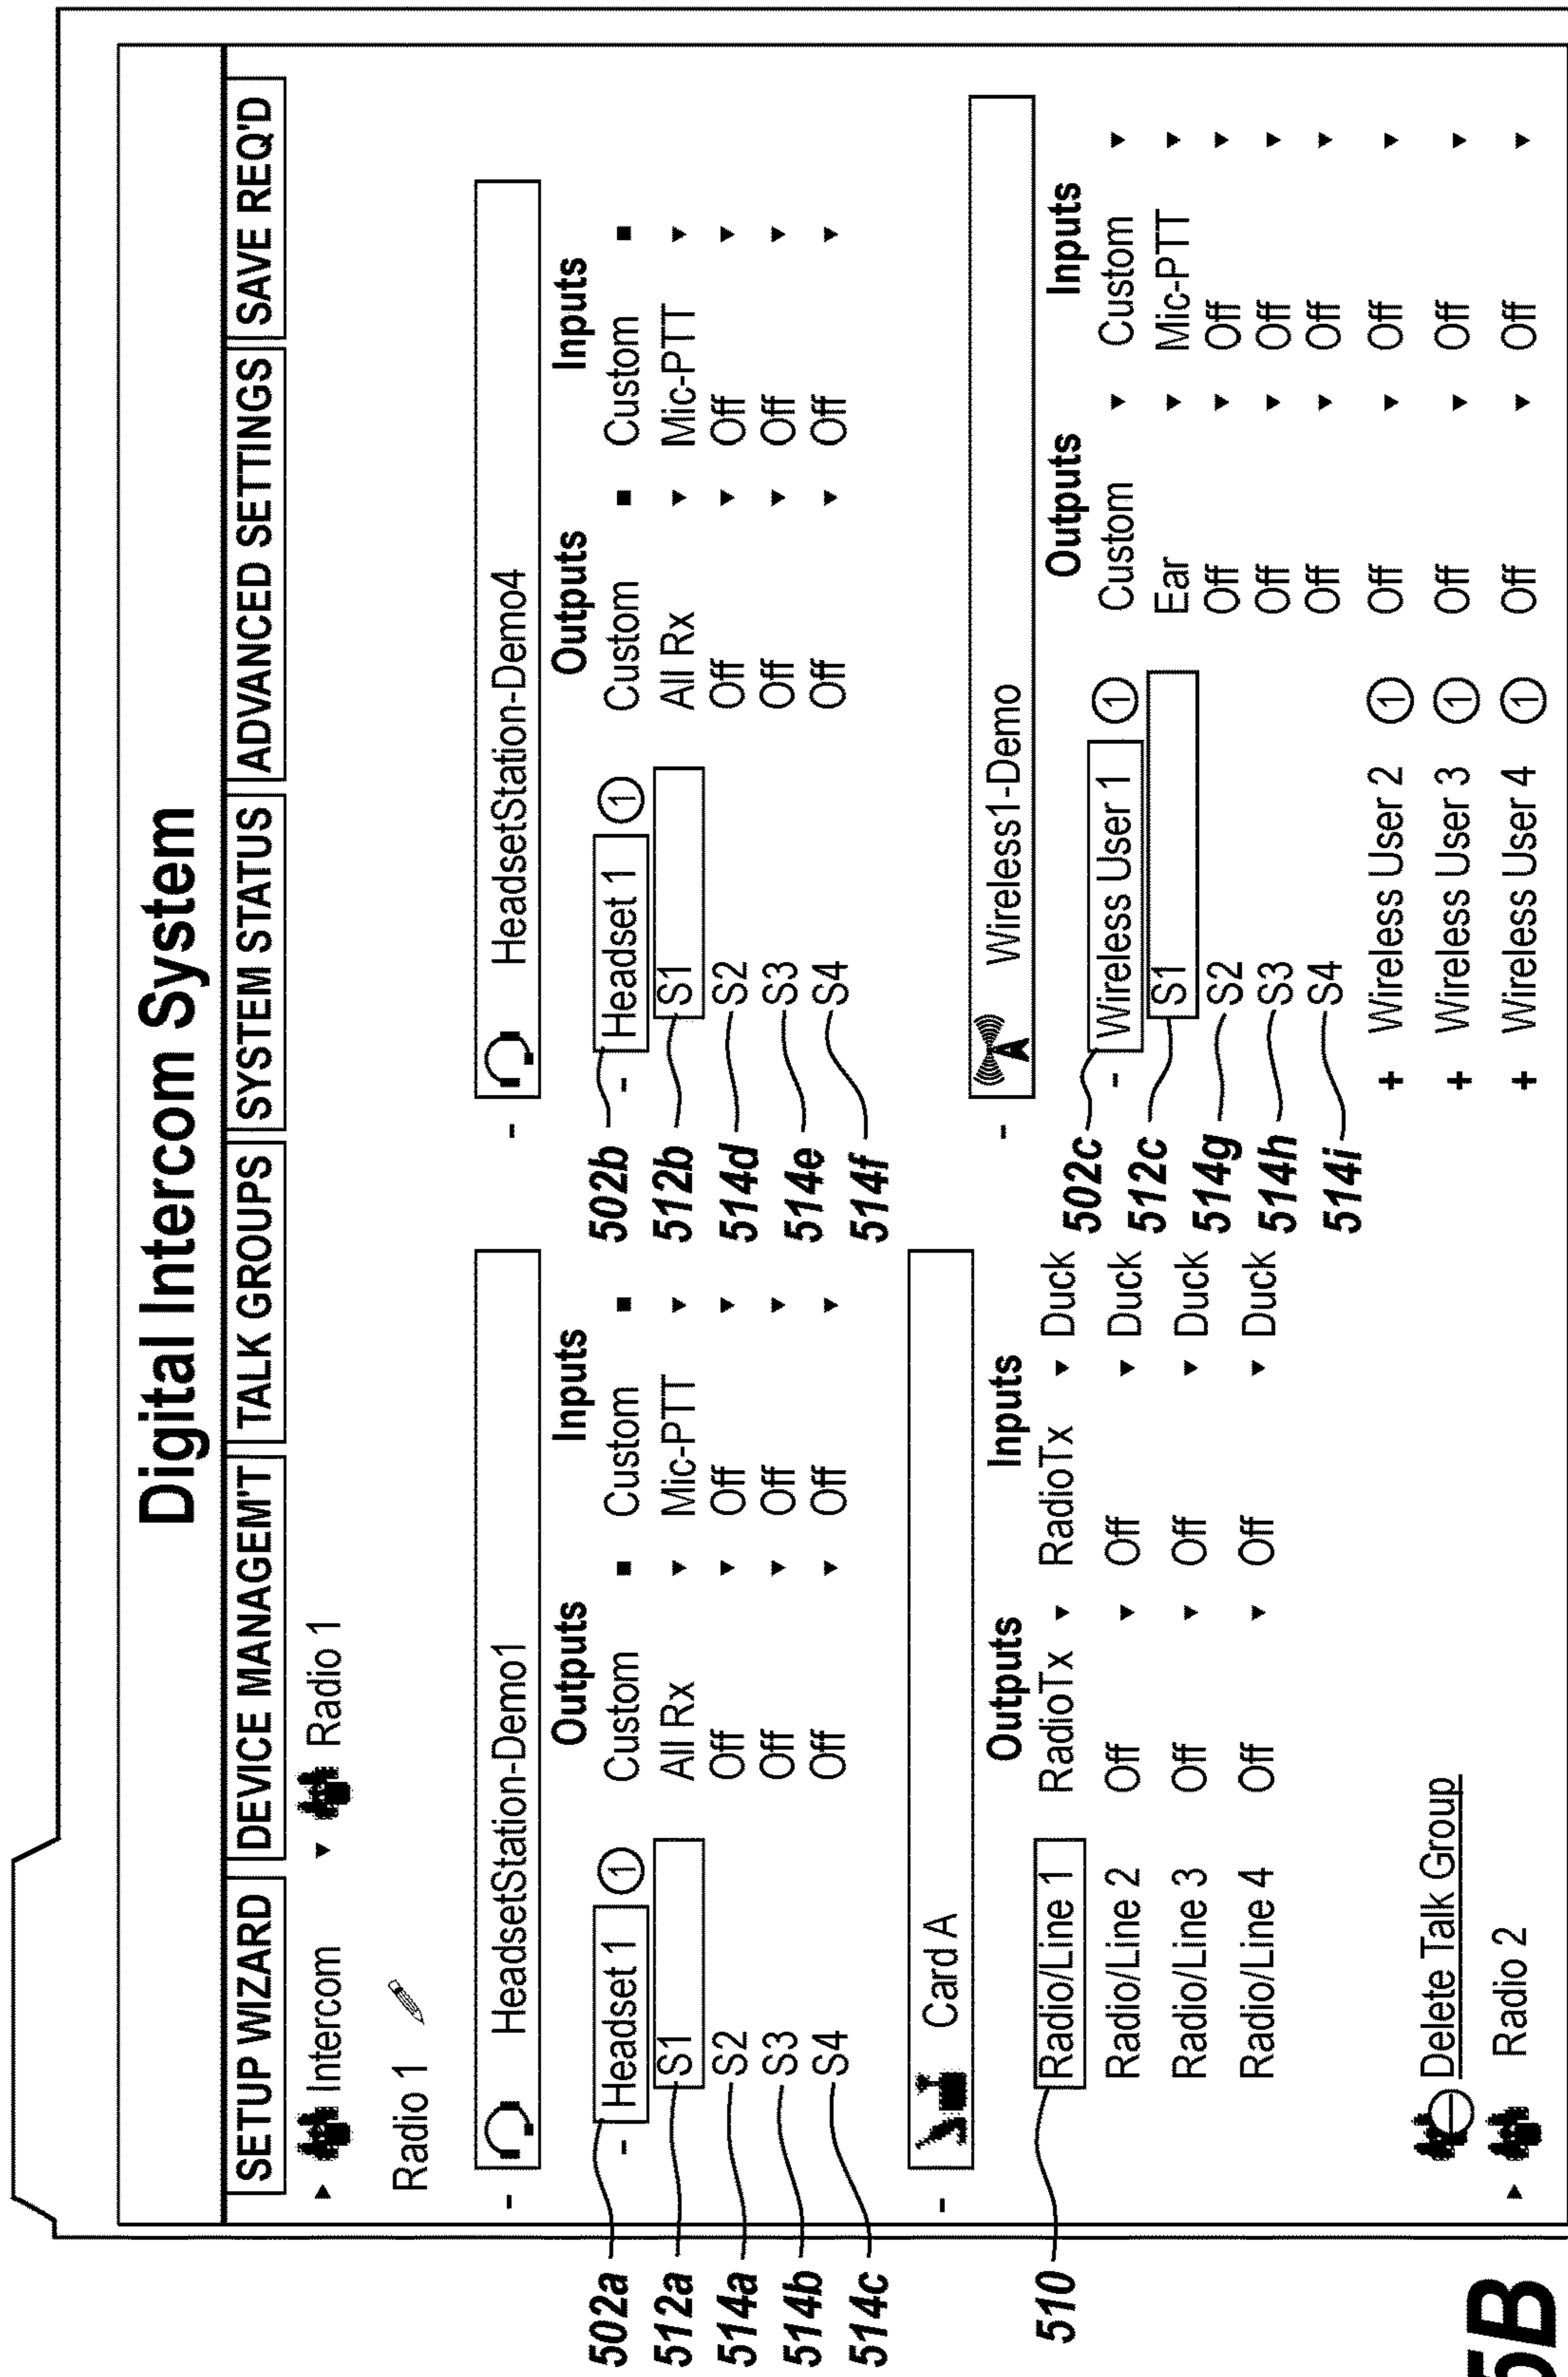 Digital Intercom System
SETUP WIZARD DEVICE MANAGEM'T TALK GROUPS SYSTEM STATUS ADVANCED SETTINGS SAVE REQ'D
Intercom Radio 1
Radio 1
HeadsetStation-Demo1
Outputs Inputs
502a - Headset 1 1 Custom Custom
512a S1 All Rx Mic-PTT
514a S2 Off Off
514b S3 Off Off
514c S4 Off Off
- Card A
Outputs Inputs
510 Radio/Line 1 RadioTx RadioTx Duck
Radio/Line 2 Off Off Duck
Radio/Line 3 Off Off Duck
Radio/Line 4 Off Off Duck
Delete Talk Group
Radio 2
- HeadsetStation-Demo4
Outputs Inputs
502b - Headset 1 1 Custom Custom
512b S1 All Rx Mic-PTT
514d S2 Off Off
514e S3 Off Off
514f S4 Off Off
- Wireless1-Demo
Outputs Inputs
502c - Wireless User 1 1 Custom Custom
512c S1 Ear Mic-PTT
514g S2 Off Off
514h S3 Off Off
514i S4 Off Off
+ Wireless User 2 1 Off Off
+ Wireless User 3 1 Off Off
+ Wireless User 4 1 Off Off
5B